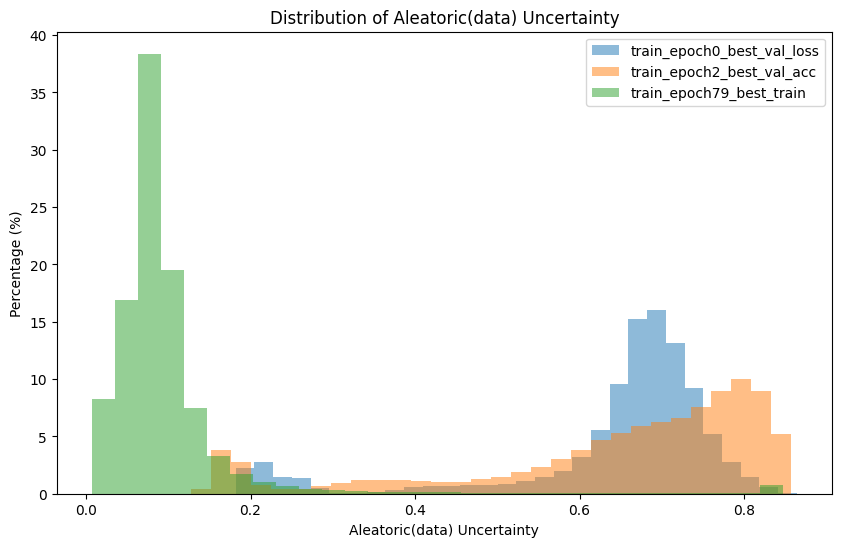 Distribution of Aleatoric(data) Uncertainty
train_epoch0_best_val_loss
train_epoch2_best_val_acc
train_epoch79_best_train
Percentage (%)
40
35
30
25
20
15
10
5
0
0.0 0.2 0.4 0.6 0.8
Aleatoric(data) Uncertainty